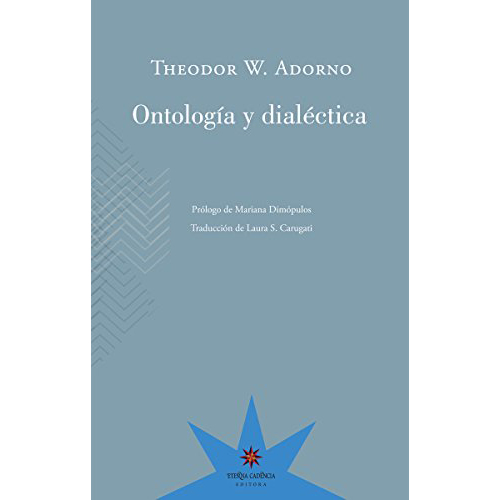 Theodor W. Adorno
Ontología y dialéctica
Prólogo de Mariana Dimópulos
Traducción de Laura S. Carugati
Eterna Cadencia
EDITORA